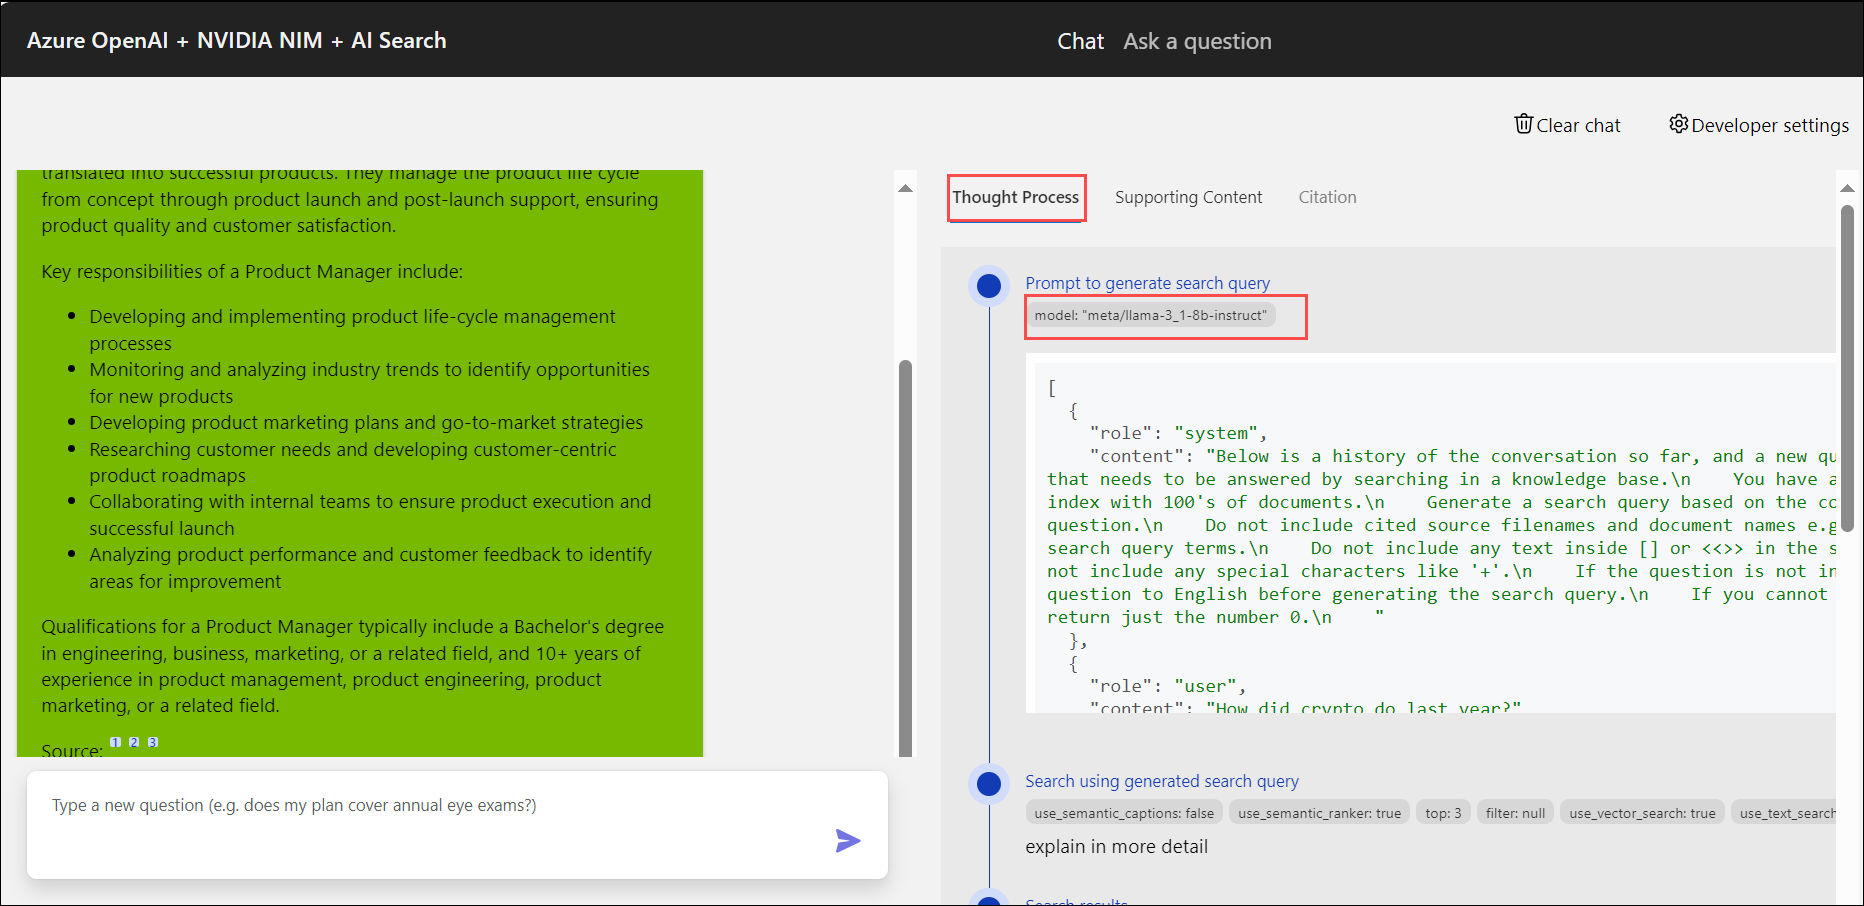 Azure OpenAI + NVIDIA NIM + AI Search
Chat
Ask a question
Clear chat
Developer settings
translated into successful products. They manage the product life cycle
from concept through product launch and post-launch support, ensuring
product quality and customer satisfaction.
Key responsibilities of a Product Manager include:
• Developing and implementing product life-cycle management
processes
• Monitoring and analyzing industry trends to identify opportunities
for new products
• Developing product marketing plans and go-to-market strategies
• Researching customer needs and developing customer-centric
product roadmaps
• Collaborating with internal teams to ensure product execution and
successful launch
• Analyzing product performance and customer feedback to identify
areas for improvement
Qualifications for a Product Manager typically include a Bachelor's degree
in engineering, business, marketing, or a related field, and 10+ years of
experience in product management, product engineering, product
marketing, or a related field.
Source: 1 2 3
Type a new question (e.g. does my plan cover annual eye exams?)
Thought Process
Supporting Content
Citation
Prompt to generate search query
model: "meta/llama-3_1-8b-instruct"
[
{
"role": "system",
"content": "Below is a history of the conversation so far, and a new qu
that needs to be answered by searching in a knowledge base.\n    You have a
index with 100's of documents.\n    Generate a search query based on the co
question.\n    Do not include cited source filenames and document names e.g
search query terms.\n    Do not include any text inside [] or <<>> in the s
not include any special characters like '+'.\n    If the question is not in
question to English before generating the search query.\n    If you cannot
return just the number 0.\n    "
},
{
"role": "user",
"content": "How did crypto do last year?"
Search using generated search query
use_semantic_captions: false
use_semantic_ranker: true
top: 3
filter: null
use_vector_search: true
use_text_search
explain in more detail
Search results